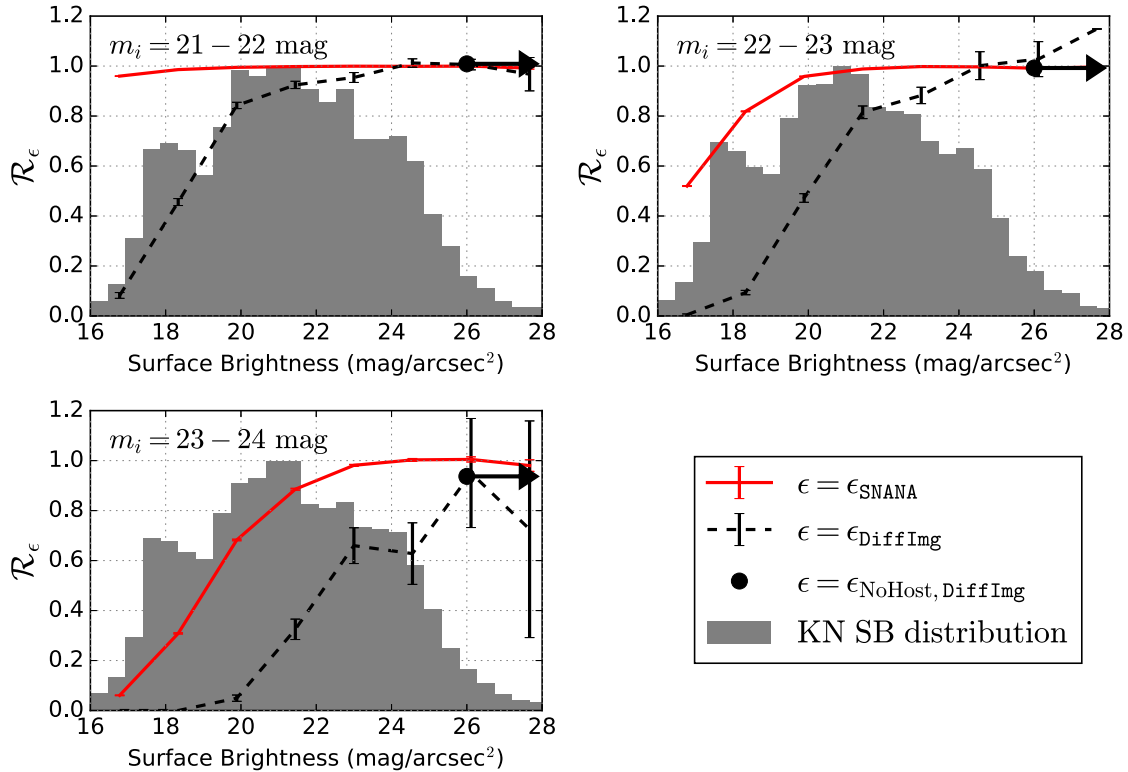 1.2
1.0
0.8
0.6
0.4
0.2
0.0
ℛ_ϵ
m_i = 21 − 22 mag
16 18 20 22 24 26 28
Surface Brightness (mag/arcsec²)
1.2
1.0
0.8
0.6
0.4
0.2
0.0
ℛ_ϵ
m_i = 22 − 23 mag
16 18 20 22 24 26 28
Surface Brightness (mag/arcsec²)
1.2
1.0
0.8
0.6
0.4
0.2
0.0
ℛ_ϵ
m_i = 23 − 24 mag
16 18 20 22 24 26 28
Surface Brightness (mag/arcsec²)
ϵ = ϵ_SNANA
ϵ = ϵ_DiffImg
ϵ = ϵ_NoHost, DiffImg
KN SB distribution